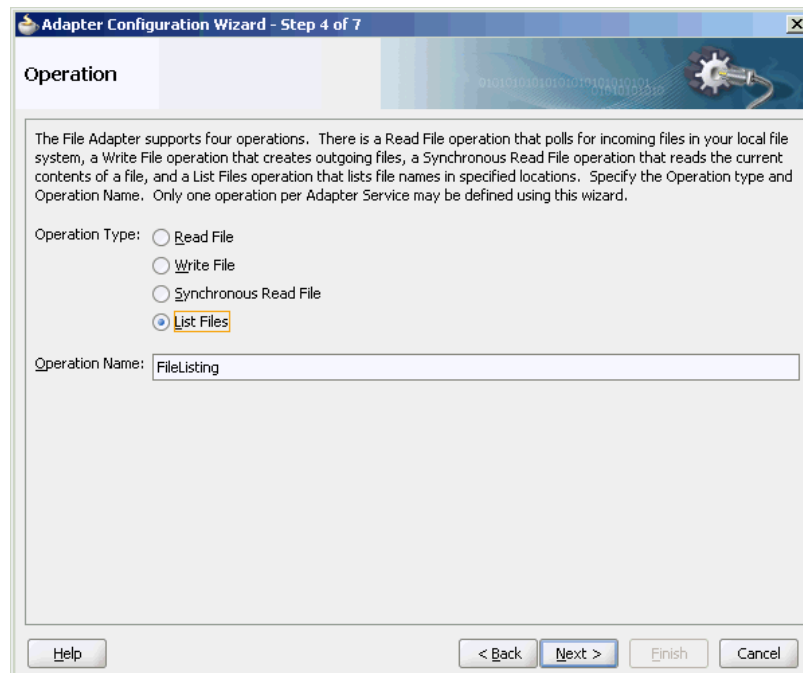 Adapter Configuration Wizard - Step 4 of 7
Operation
The File Adapter supports four operations. There is a Read File operation that polls for incoming files in your local file
system, a Write File operation that creates outgoing files, a Synchronous Read File operation that reads the current
contents of a file, and a List Files operation that lists file names in specified locations. Specify the Operation type and
Operation Name. Only one operation per Adapter Service may be defined using this wizard.
Operation Type: Read File
Write File
Synchronous Read File
List Files
Operation Name: FileListing
Help < Back Next > Finish Cancel